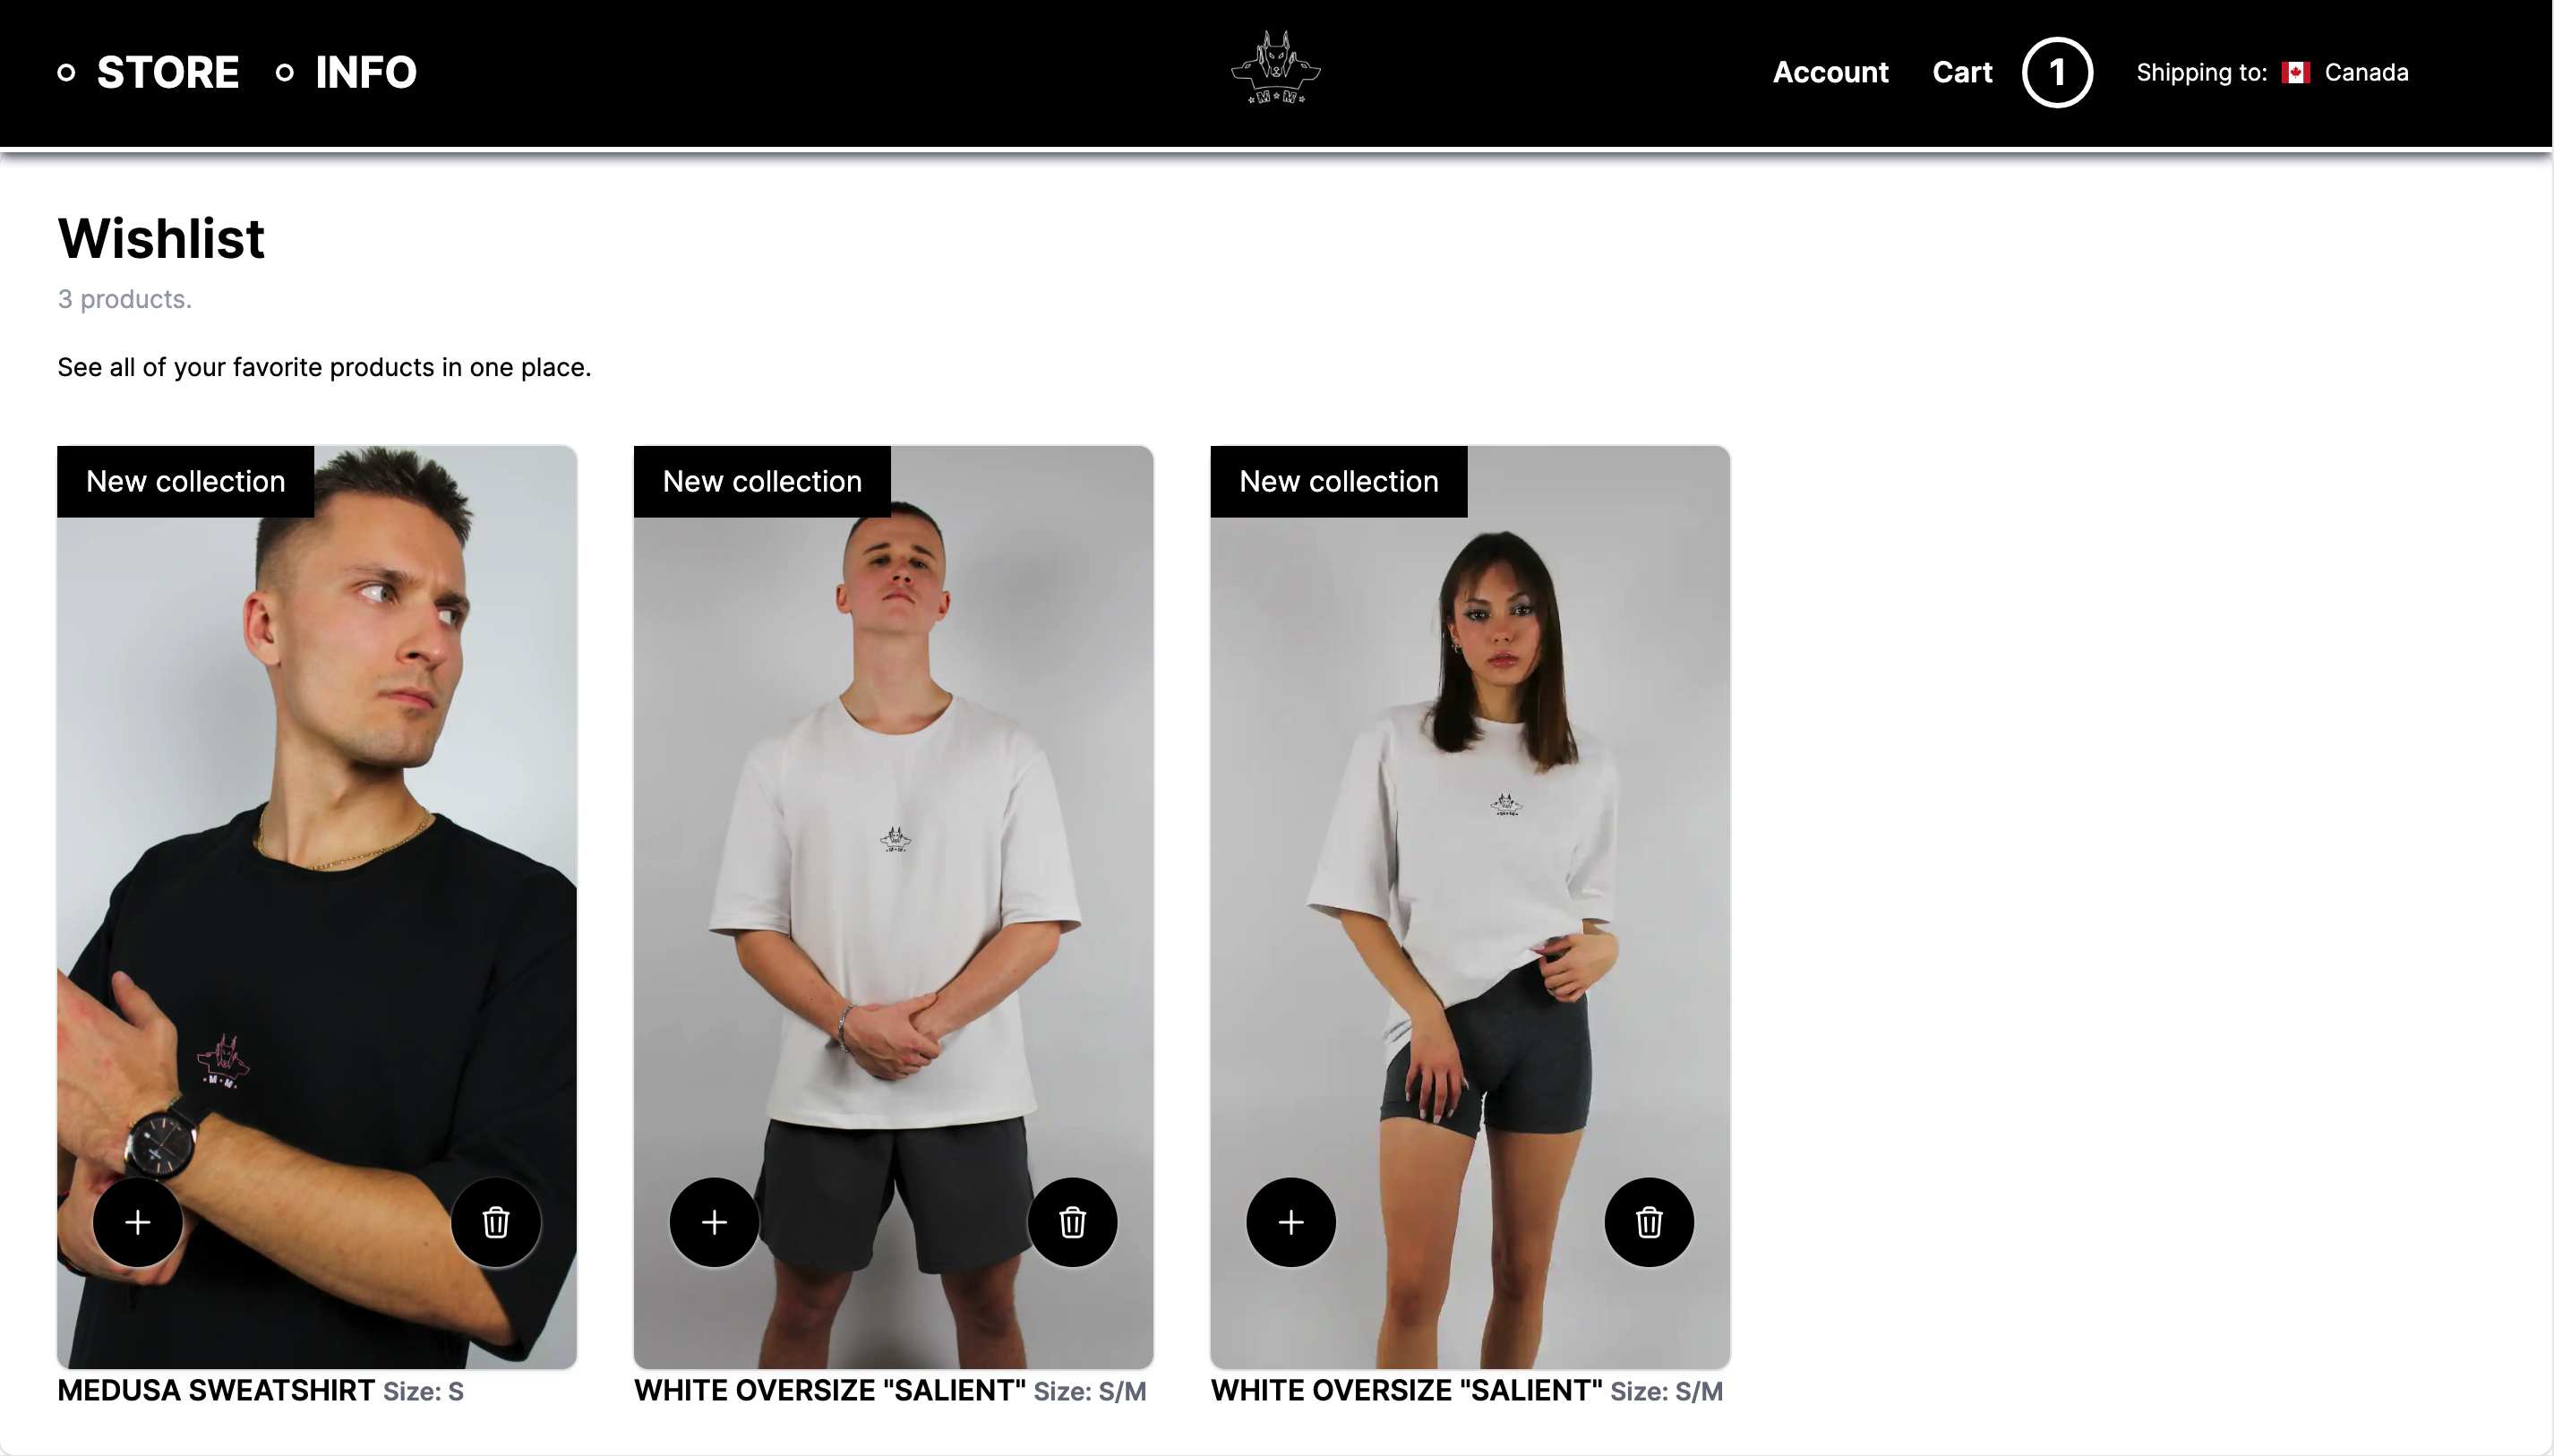 STORE INFO
M M
Account Cart 1 Shipping to: Canada
Wishlist
3 products.
See all of your favorite products in one place.
New collection
New collection
New collection
M M
MEDUSA SWEATSHIRT Size: S
WHITE OVERSIZE "SALIENT" Size: S/M
WHITE OVERSIZE "SALIENT" Size: S/M